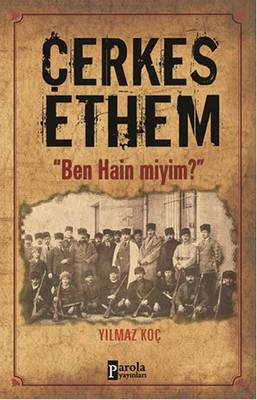 ÇERKES
ETHEM
"Ben Hain miyim?"
YILMAZ KOÇ
Parola
yayınları